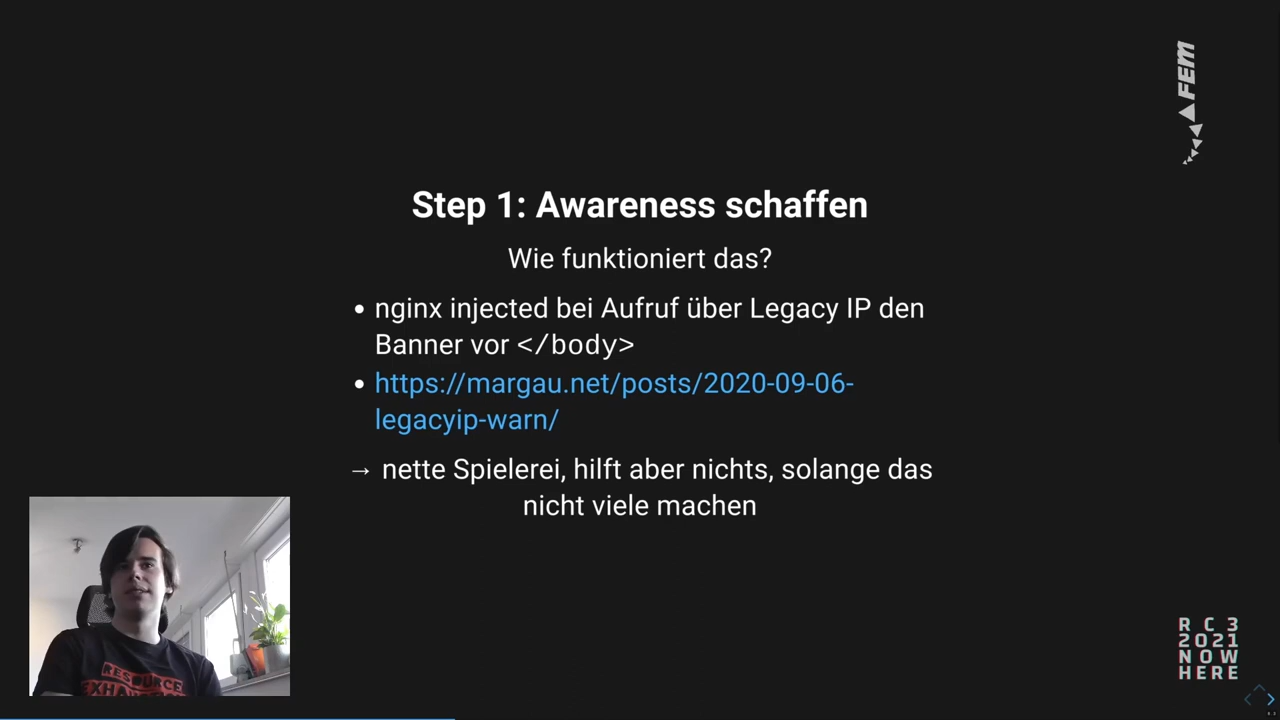 FEM
Step 1: Awareness schaffen
Wie funktioniert das?
• nginx injected bei Aufruf über Legacy IP den
Banner vor </body>
• https://margau.net/posts/2020-09-06-
legacyip-warn/
→ nette Spielerei, hilft aber nichts, solange das
nicht viele machen
RESOURCE
EXHAUSTION
RC3
2021
NOW
HERE